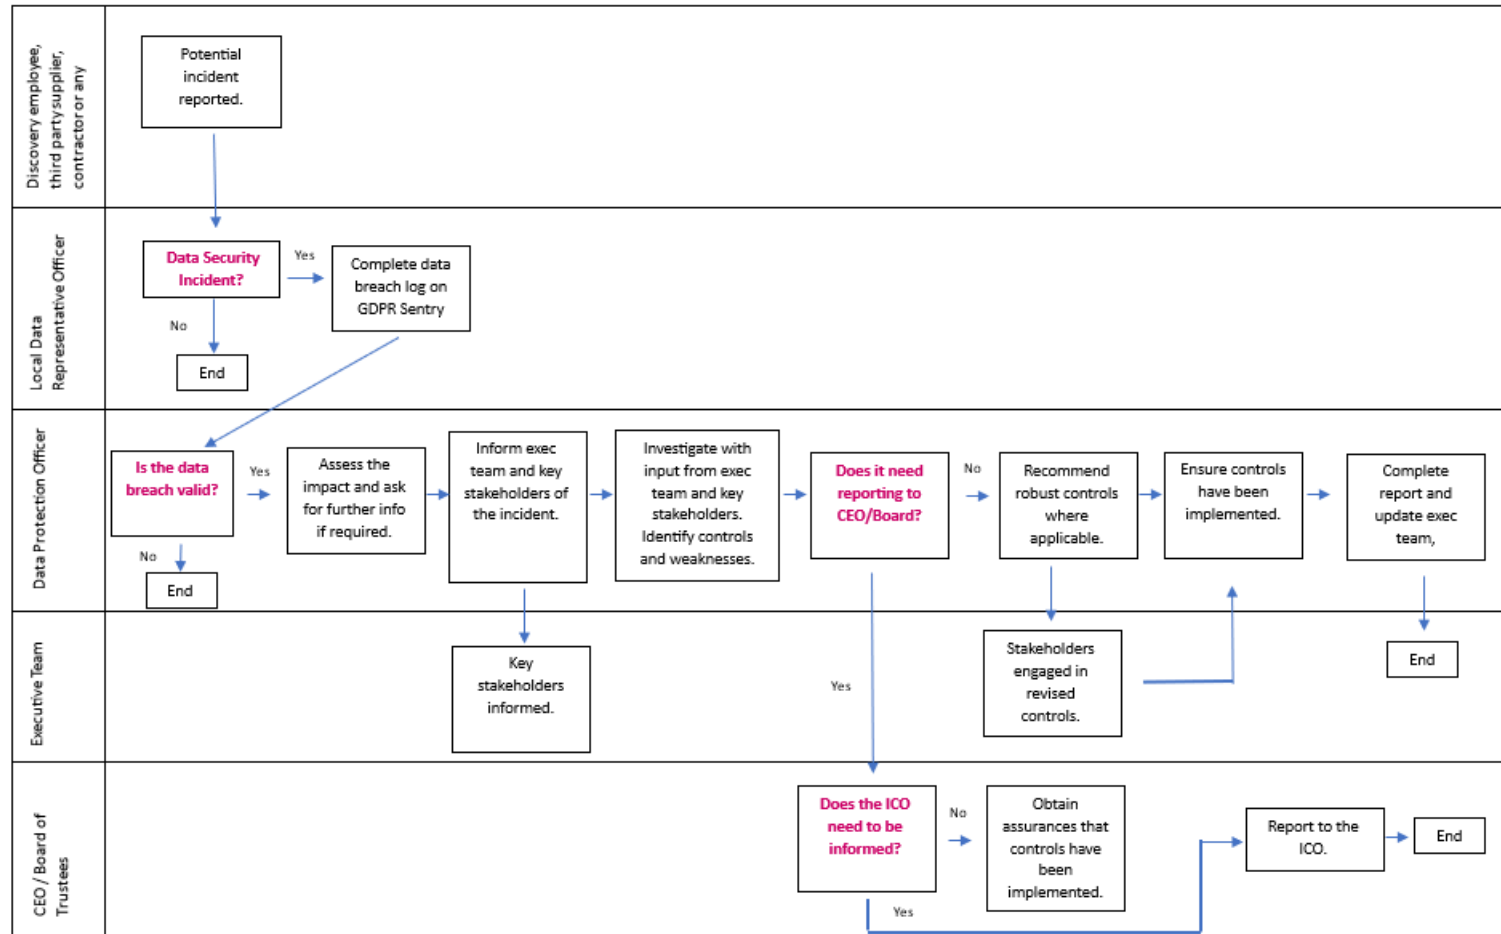 Discovery employee,
third party supplier,
contractor or any
Potential
incident
reported.
Local Data
Representative Officer
Data Security
Incident?
Yes
Complete data
breach log on
GDPR Sentry
No
End
Data Protection Officer
Is the data
breach valid?
Yes
No
End
Assess the
impact and ask
for further info
if required.
Inform exec
team and key
stakeholders of
the incident.
Investigate with
input from exec
team and key
stakeholders.
Identify controls
and weaknesses.
Does it need
reporting to
CEO/Board?
No
Recommend
robust controls
where
applicable.
Ensure controls
have been
implemented.
Complete
report and
update exec
team,
Executive Team
Key
stakeholders
informed.
Yes
Stakeholders
engaged in
revised
controls.
End
CEO / Board of
Trustees
Does the ICO
need to be
informed?
No
Obtain
assurances that
controls have
been
implemented.
Yes
Report to the
ICO.
End